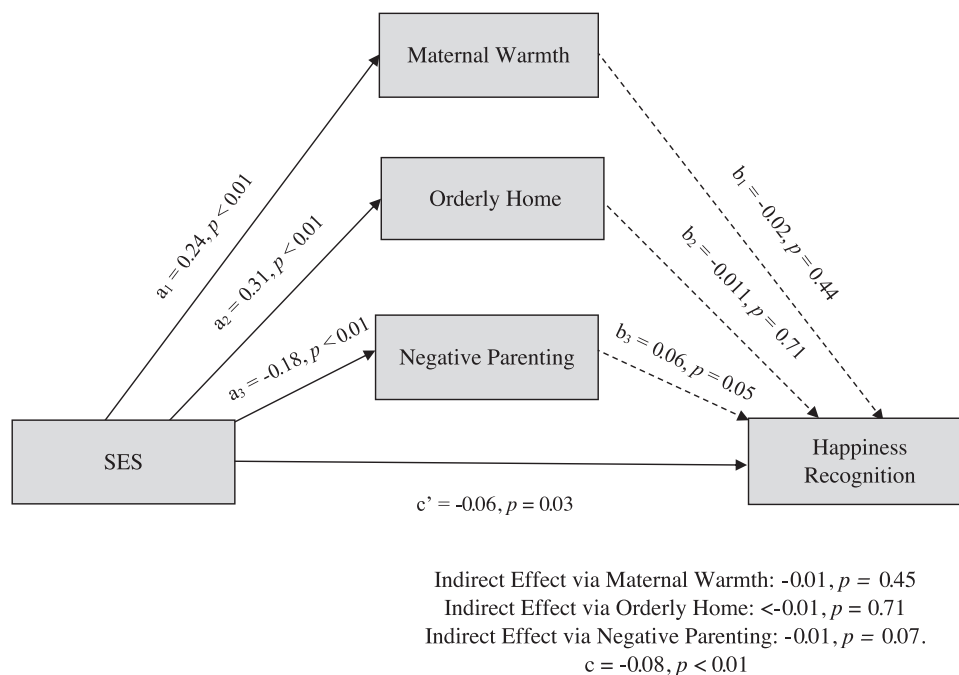 Maternal Warmth
Orderly Home
Negative Parenting
SES
Happiness
Recognition
a₁ = 0.24, p < 0.01
a₂ = 0.31, p < 0.01
a₃ = -0.18, p < 0.01
b₁ = -0.02, p = 0.44
b₂ = -0.011, p = 0.71
b₃ = 0.06, p = 0.05
c’ = -0.06, p = 0.03
Indirect Effect via Maternal Warmth: -0.01, p = 0.45
Indirect Effect via Orderly Home: <-0.01, p = 0.71
Indirect Effect via Negative Parenting: -0.01, p = 0.07.
c = -0.08, p < 0.01